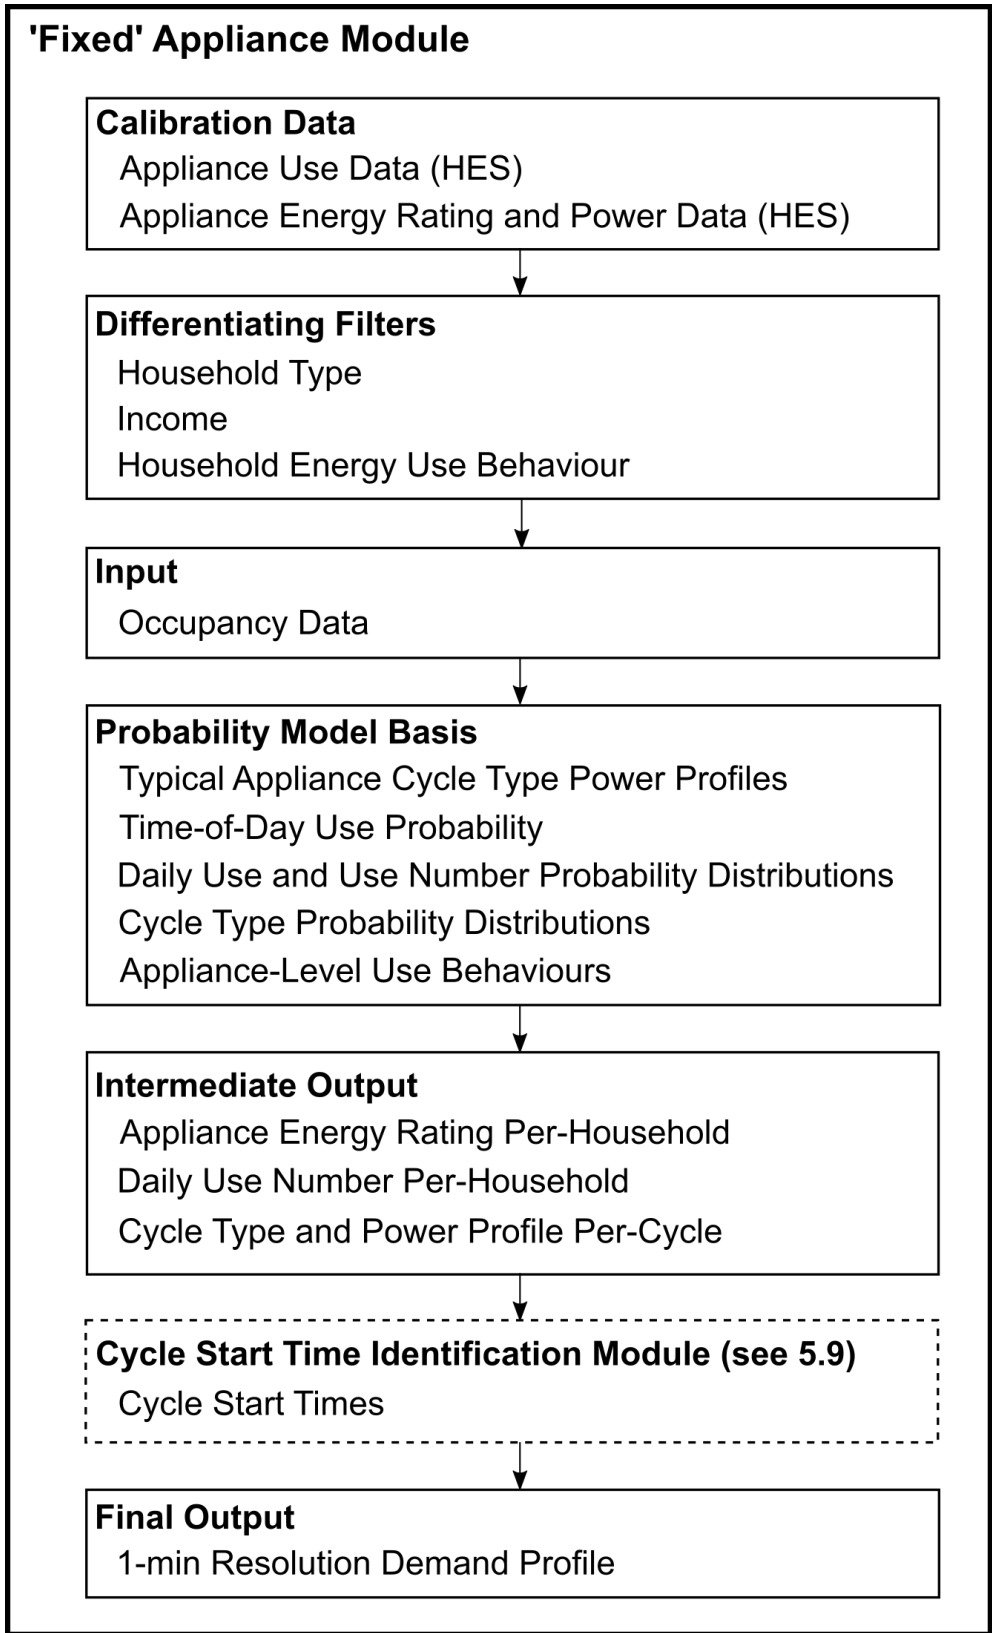 'Fixed' Appliance Module
Calibration Data
Appliance Use Data (HES)
Appliance Energy Rating and Power Data (HES)
Differentiating Filters
Household Type
Income
Household Energy Use Behaviour
Input
Occupancy Data
Probability Model Basis
Typical Appliance Cycle Type Power Profiles
Time-of-Day Use Probability
Daily Use and Use Number Probability Distributions
Cycle Type Probability Distributions
Appliance-Level Use Behaviours
Intermediate Output
Appliance Energy Rating Per-Household
Daily Use Number Per-Household
Cycle Type and Power Profile Per-Cycle
Cycle Start Time Identification Module (see 5.9)
Cycle Start Times
Final Output
1-min Resolution Demand Profile